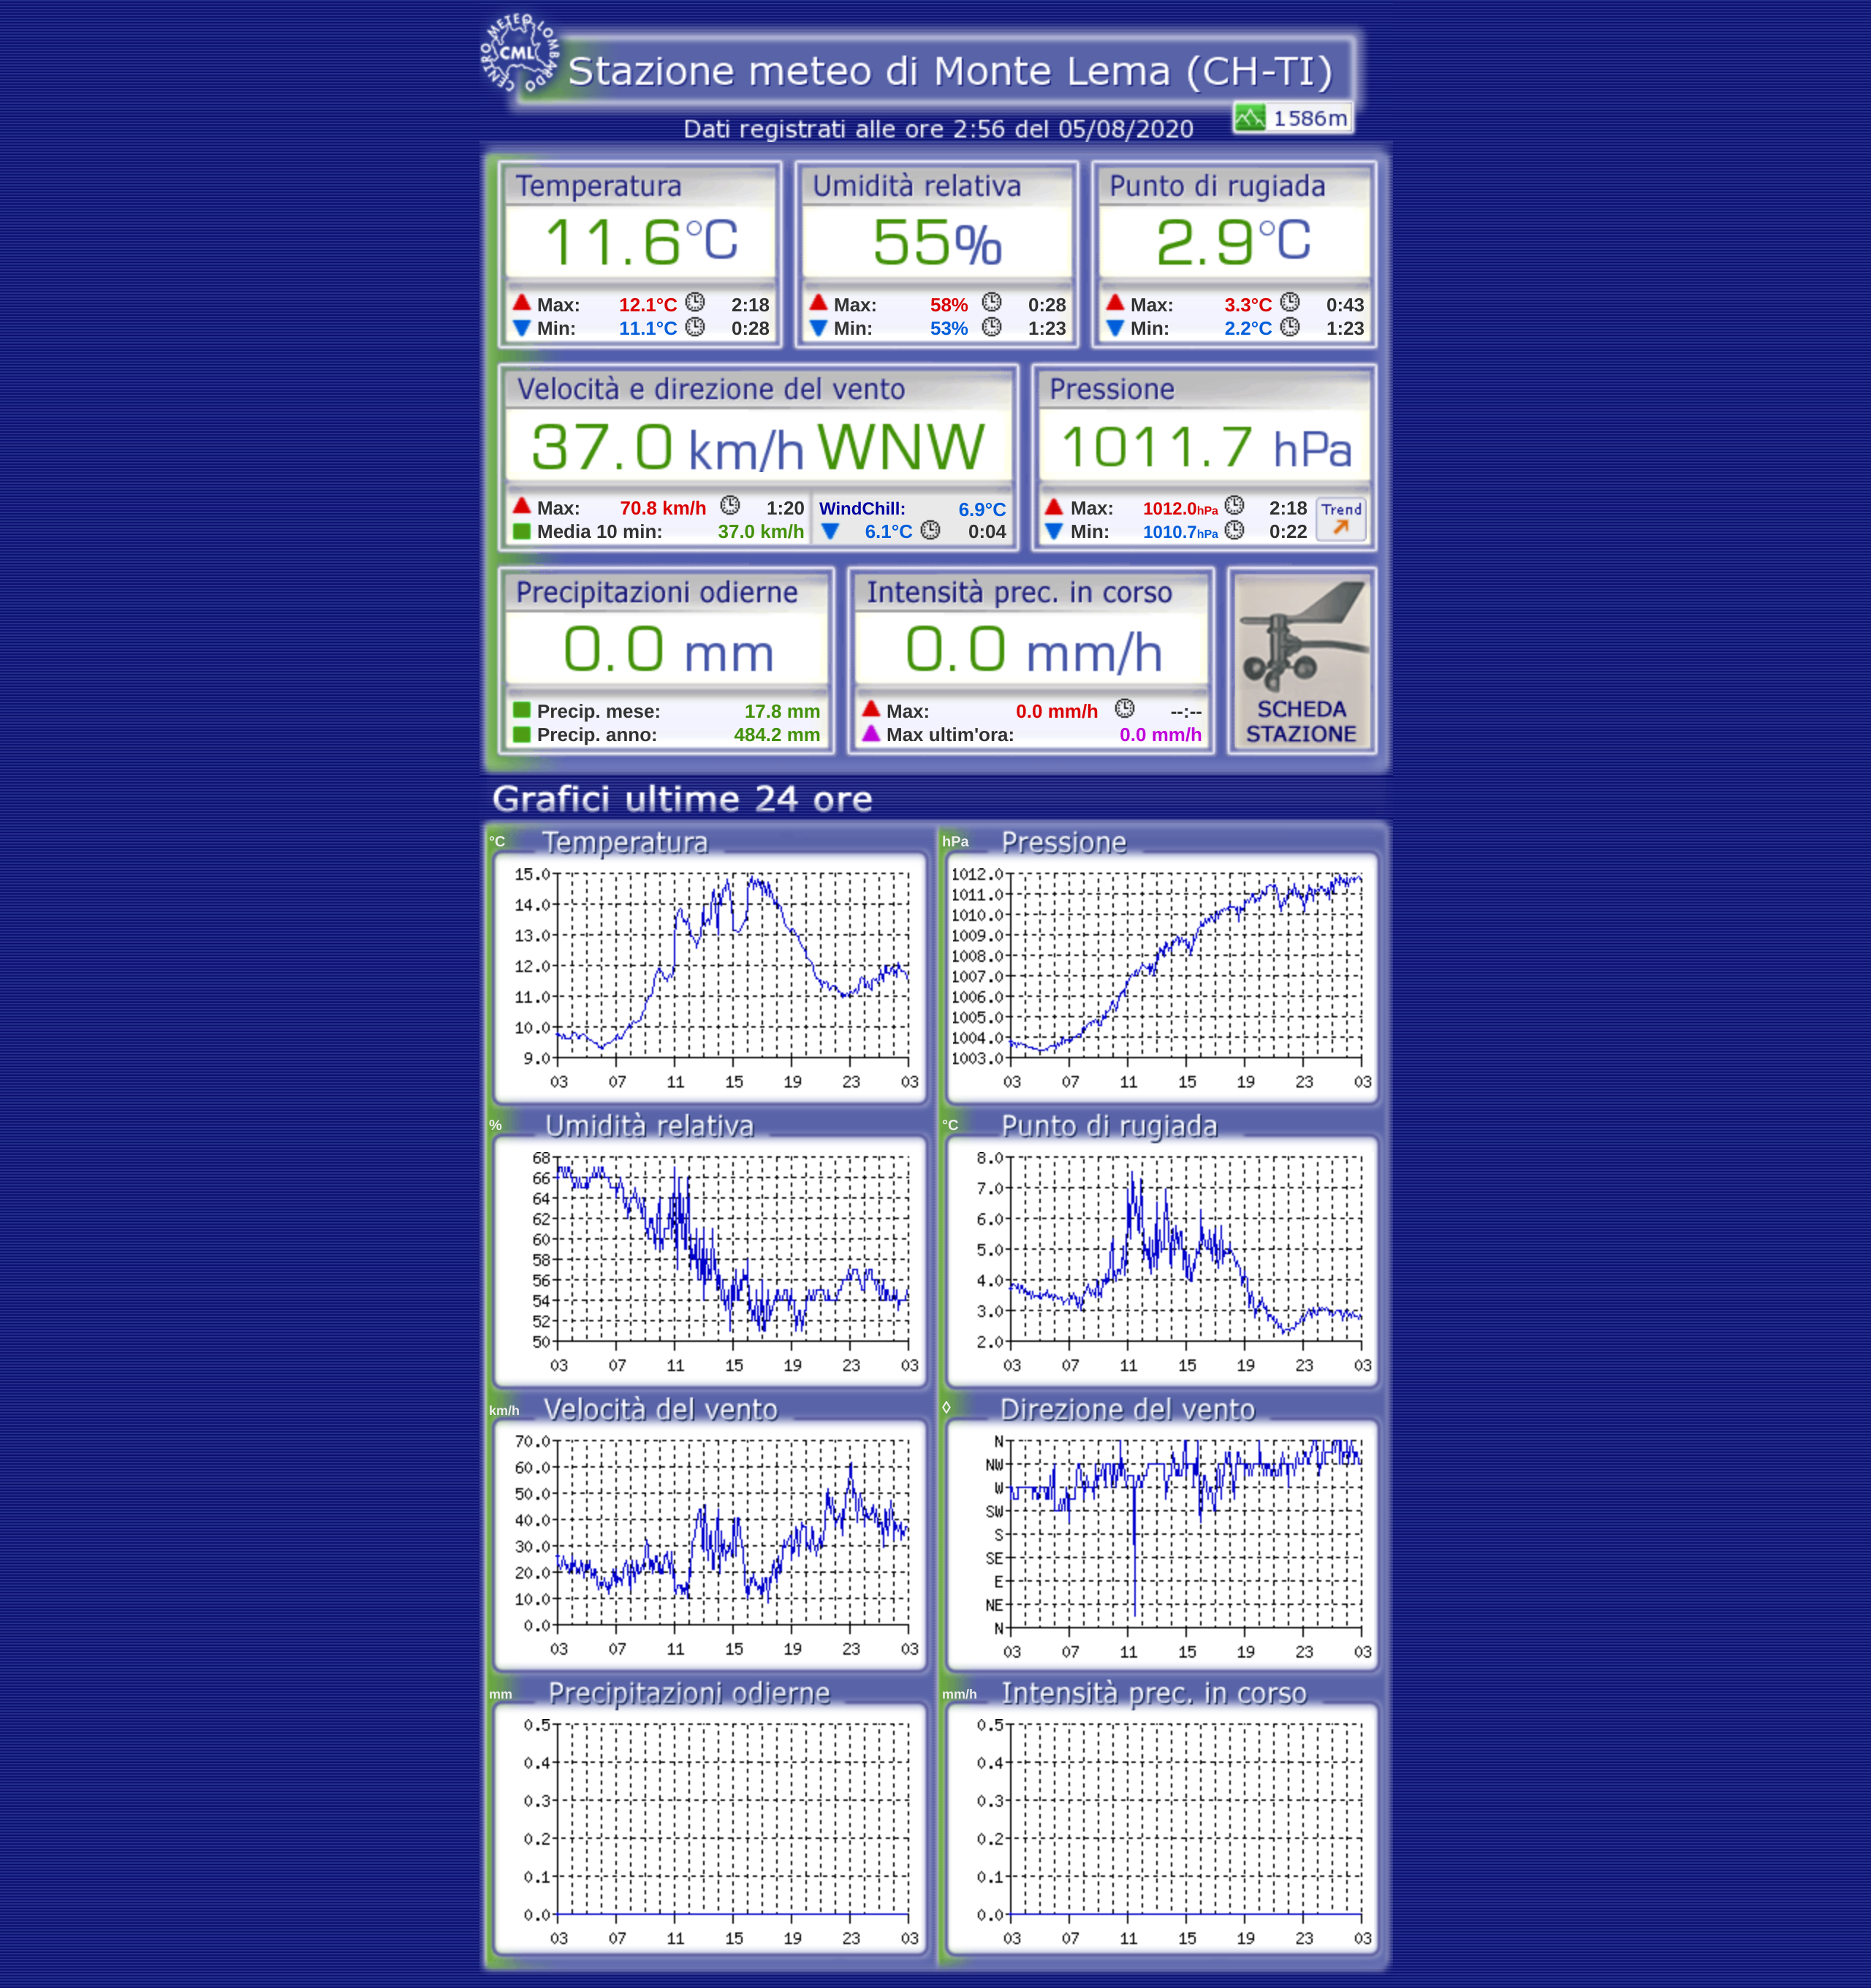 CENTRO METEO LOMBARDO
CML
Stazione meteo di Monte Lema (CH-TI)
1586m
Dati registrati alle ore 2:56 del 05/08/2020
Temperatura
11.6°C
Max: 12.1°C 2:18
Min: 11.1°C 0:28
Umidità relativa
55%
Max: 58% 0:28
Min: 53% 1:23
Punto di rugiada
2.9°C
Max: 3.3°C 0:43
Min: 2.2°C 1:23
Velocità e direzione del vento
37.0 km/h WNW
Max: 70.8 km/h 1:20
Media 10 min: 37.0 km/h
WindChill: 6.9°C
6.1°C 0:04
Pressione
1011.7 hPa
Max: 1012.0hPa 2:18
Min: 1010.7hPa 0:22
Trend
Precipitazioni odierne
0.0 mm
Precip. mese: 17.8 mm
Precip. anno: 484.2 mm
Intensità prec. in corso
0.0 mm/h
Max: 0.0 mm/h --:--
Max ultim'ora: 0.0 mm/h
SCHEDA
STAZIONE
Grafici ultime 24 ore
°C Temperatura
15.0
14.0
13.0
12.0
11.0
10.0
9.0
03 07 11 15 19 23 03
hPa Pressione
1012.0
1011.0
1010.0
1009.0
1008.0
1007.0
1006.0
1005.0
1004.0
1003.0
03 07 11 15 19 23 03
% Umidità relativa
68
66
64
62
60
58
56
54
52
50
03 07 11 15 19 23 03
°C Punto di rugiada
8.0
7.0
6.0
5.0
4.0
3.0
2.0
03 07 11 15 19 23 03
km/h Velocità del vento
70.0
60.0
50.0
40.0
30.0
20.0
10.0
0.0
03 07 11 15 19 23 03
◊ Direzione del vento
N
NW
W
SW
S
SE
E
NE
N
03 07 11 15 19 23 03
mm Precipitazioni odierne
0.5
0.4
0.3
0.2
0.1
0.0
03 07 11 15 19 23 03
mm/h Intensità prec. in corso
0.5
0.4
0.3
0.2
0.1
0.0
03 07 11 15 19 23 03